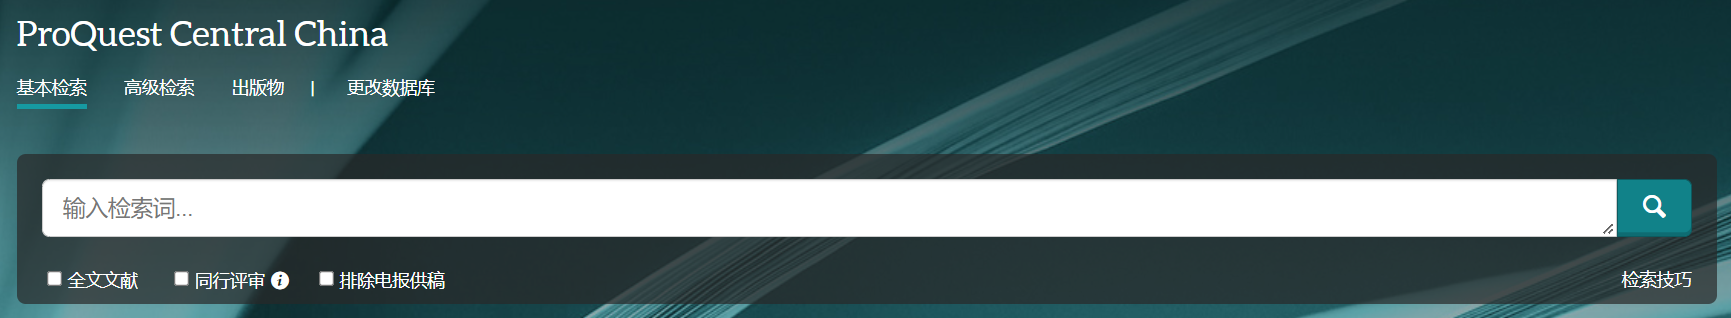 ProQuest Central China
基本检索 高级检索 出版物 | 更改数据库
输入检索词...
全文文献 同行评审 i 排除电报供稿 检索技巧